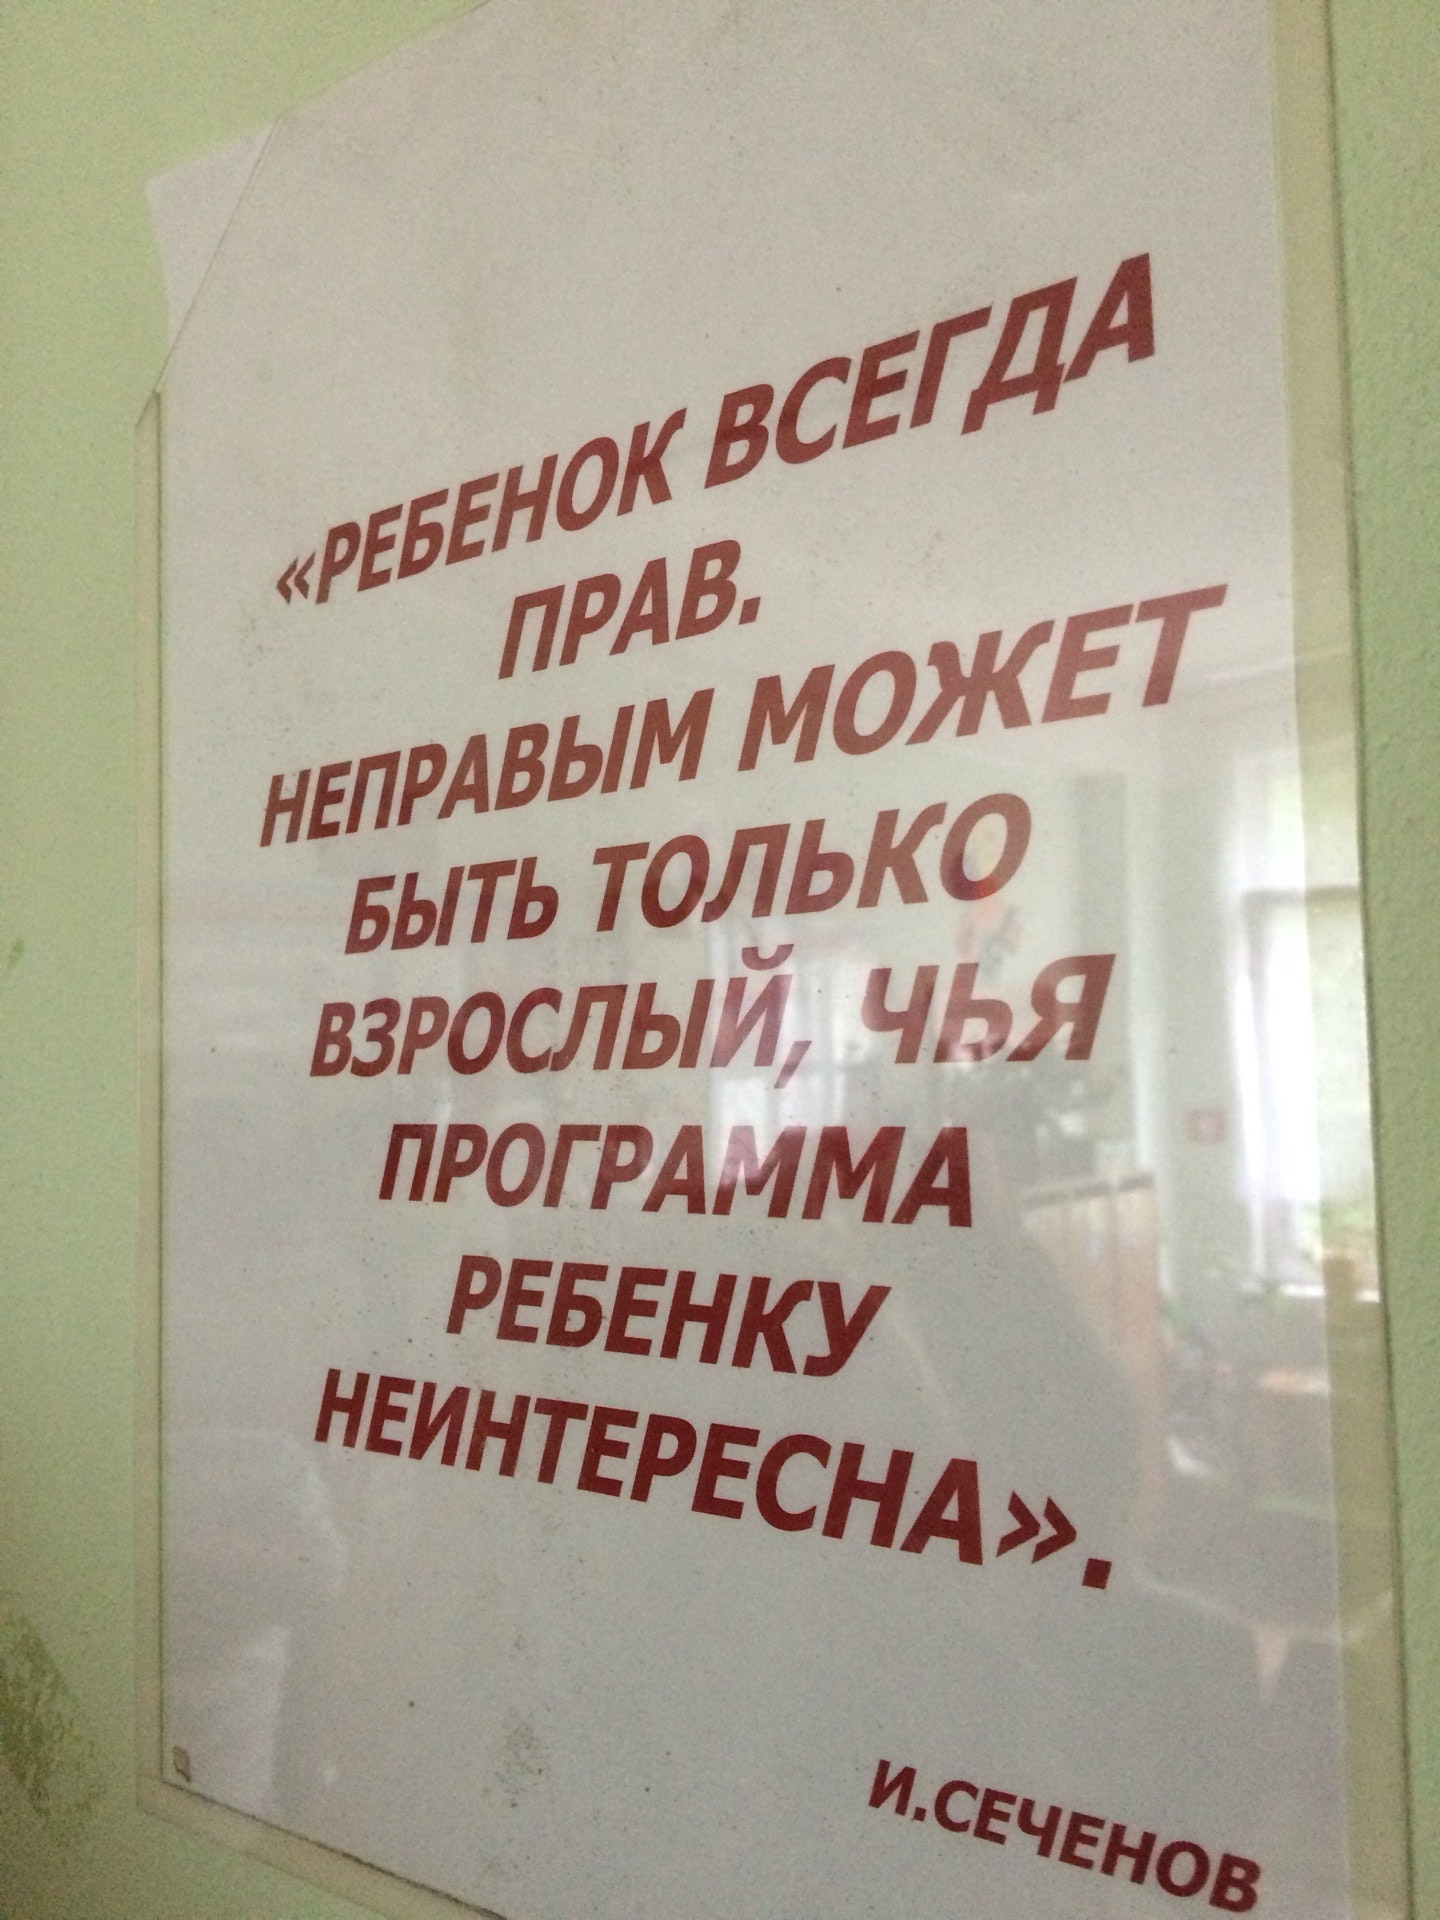 «РЕБЕНОК ВСЕГДА
ПРАВ.
НЕПРАВЫМ МОЖЕТ
БЫТЬ ТОЛЬКО
ВЗРОСЛЫЙ, ЧЬЯ
ПРОГРАММА
РЕБЕНКУ
НЕИНТЕРЕСНА».
И.СЕЧЕНОВ